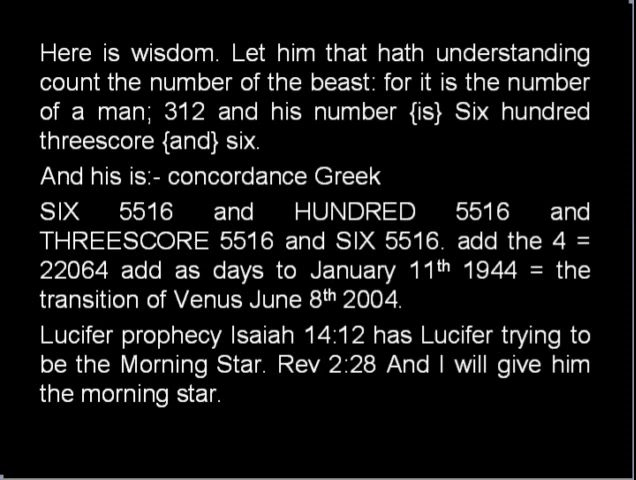 Here is wisdom. Let him that hath understanding
count the number of the beast: for it is the number
of a man; 312 and his number {is} Six hundred
threescore {and} six.
And his is:- concordance Greek
SIX 5516 and HUNDRED 5516 and
THREESCORE 5516 and SIX 5516. add the 4 =
22064 add as days to January 11th 1944 = the
transition of Venus June 8th 2004.
Lucifer prophecy Isaiah 14:12 has Lucifer trying to
be the Morning Star. Rev 2:28 And I will give him
the morning star.